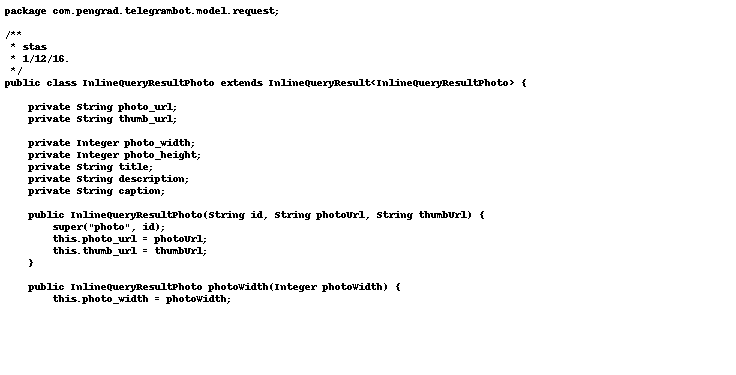 package com.pengrad.telegrambot.model.request;

/**
 * stas
 * 1/12/16.
 */
public class InlineQueryResultPhoto extends InlineQueryResult<InlineQueryResultPhoto> {

    private String photo_url;
    private String thumb_url;

    private Integer photo_width;
    private Integer photo_height;
    private String title;
    private String description;
    private String caption;

    public InlineQueryResultPhoto(String id, String photoUrl, String thumbUrl) {
        super("photo", id);
        this.photo_url = photoUrl;
        this.thumb_url = thumbUrl;
    }

    public InlineQueryResultPhoto photoWidth(Integer photoWidth) {
        this.photo_width = photoWidth;